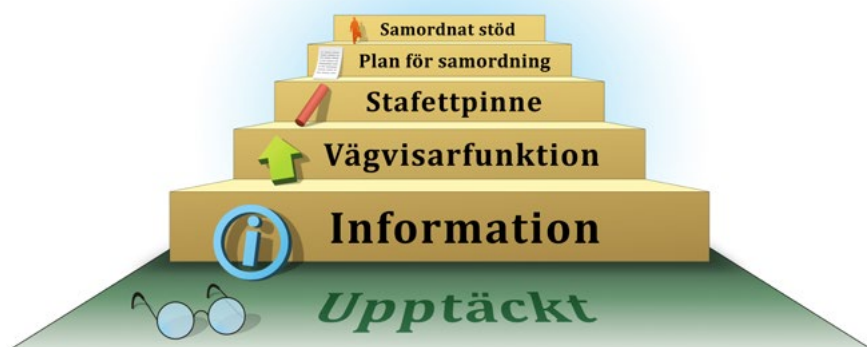 Samordnat stöd
Plan för samordning
Stafettpinne
Vägvisarfunktion
Information
Upptäckt